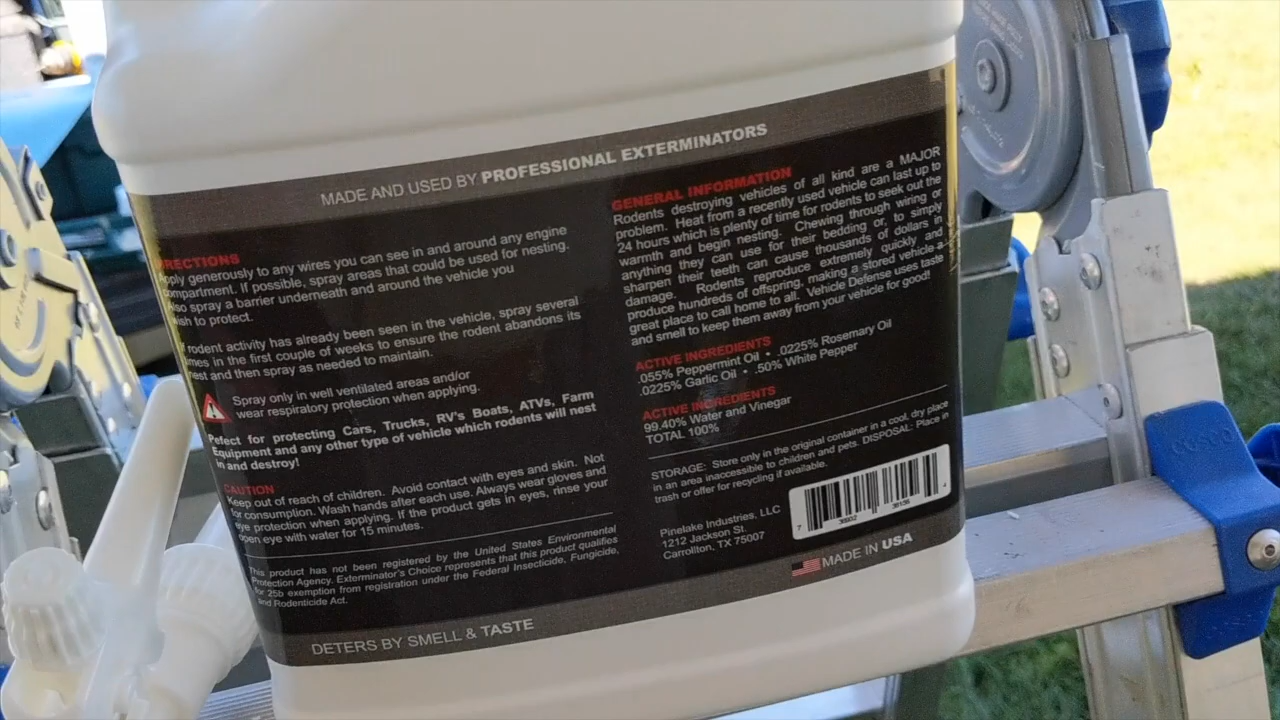 MADE AND USED BY PROFESSIONAL EXTERMINATORS
DIRECTIONS
Apply generously to any wires you can see in and around any engine
compartment. If possible, spray areas that could be used for nesting.
Also spray a barrier underneath and around the vehicle you
wish to protect.
If rodent activity has already been seen in the vehicle, spray several
times in the first couple of weeks to ensure the rodent abandons its
nest and then spray as needed to maintain.
Spray only in well ventilated areas and/or
wear respiratory protection when applying.
Pefect for protecting Cars, Trucks, RV's Boats, ATVs, Farm
Equipment and any other type of vehicle which rodents will nest
in and destroy!
CAUTION
Keep out of reach of children. Avoid contact with eyes and skin. Not
for consumption. Wash hands after each use. Always wear gloves and
eye protection when applying. If the product gets in eyes, rinse your
open eye with water for 15 minutes.
This product has not been registered by the United States Environmental
Protection Agency. Exterminator's Choice represents that this product qualifies
for 25b exemption from registration under the Federal Insecticide, Fungicide,
and Rodenticide Act.
DETERS BY SMELL & TASTE
GENERAL INFORMATION
Rodents destroying vehicles of all kind are a MAJOR
problem. Heat from a recently used vehicle can last up to
24 hours which is plenty of time for rodents to seek out the
warmth and begin nesting. Chewing through wiring or
anything they can use for their bedding or, to simply
sharpen their teeth can cause thousands of dollars in
damage. Rodents reproduce extremely quickly and
produce hundreds of offspring, making a stored vehicle a
great place to call home to all. Vehicle Defense uses taste
and smell to keep them away from your vehicle for good!
ACTIVE INGREDIENTS
.055% Peppermint Oil • .0225% Rosemary Oil
.0225% Garlic Oil • .50% White Pepper
ACTIVE INGREDIENTS
99.40% Water and Vinegar
TOTAL 100%
STORAGE: Store only in the original container in a cool, dry place
in an area inaccessible to children and pets. DISPOSAL: Place in
trash or offer for recycling if available.
Pinelake Industries, LLC
1212 Jackson St.
Carrollton, TX 75007
MADE IN USA